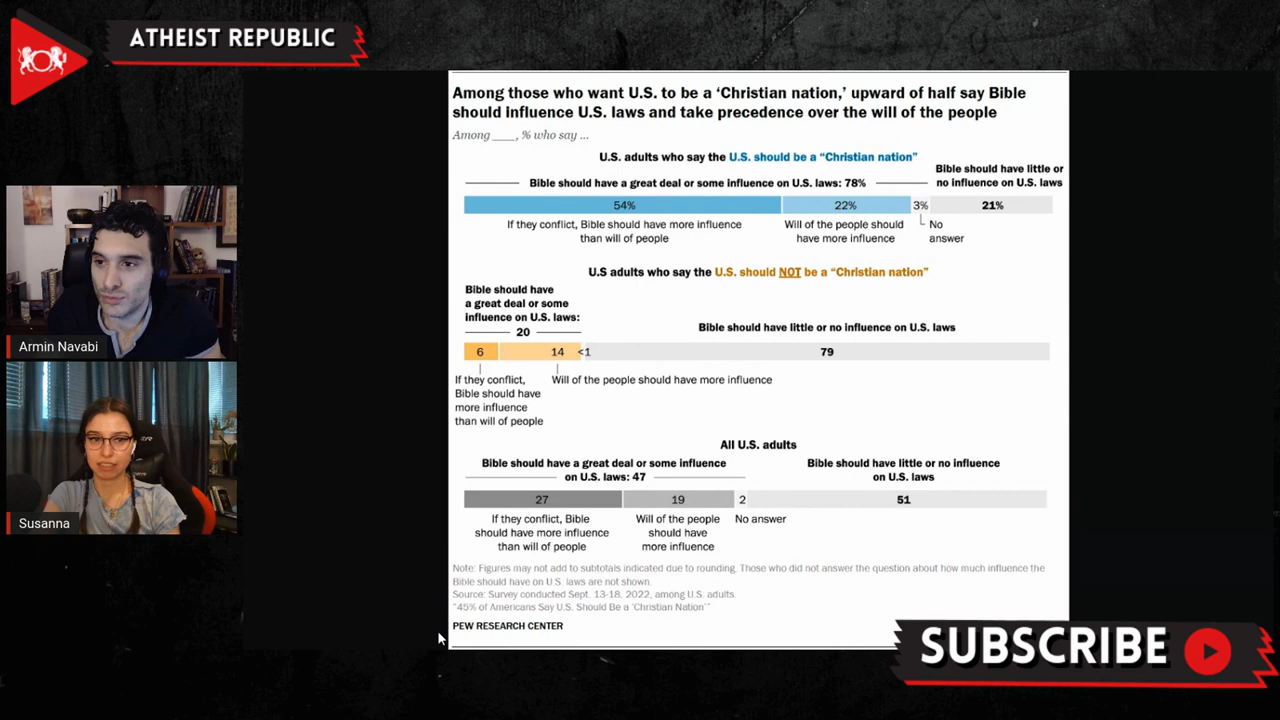 ATHEIST REPUBLIC
Among those who want U.S. to be a ‘Christian nation,’ upward of half say Bible
should influence U.S. laws and take precedence over the will of the people
Among ___, % who say ...
U.S. adults who say the U.S. should be a “Christian nation”
Bible should have a great deal or some influence on U.S. laws: 78%
Bible should have little or
no influence on U.S. laws
54%
22%
3%
21%
If they conflict, Bible should have more influence
than will of people
Will of the people should
have more influence
No
answer
U.S adults who say the U.S. should NOT be a “Christian nation”
Bible should have
a great deal or some
influence on U.S. laws:
20
Bible should have little or no influence on U.S. laws
6
14
<1
79
If they conflict,
Bible should have
more influence
than will of people
Will of the people should have more influence
All U.S. adults
Bible should have a great deal or some influence
on U.S. laws: 47
Bible should have little or no influence
on U.S. laws
27
19
2
51
If they conflict, Bible
should have more influence
than will of people
Will of the people
should have
more influence
No answer
Note: Figures may not add to subtotals indicated due to rounding. Those who did not answer the question about how much influence the
Bible should have on U.S. laws are not shown.
Source: Survey conducted Sept. 13-18, 2022, among U.S. adults.
“45% of Americans Say U.S. Should Be a ‘Christian Nation’”
PEW RESEARCH CENTER
Armin Navabi
Susanna
SUBSCRIBE